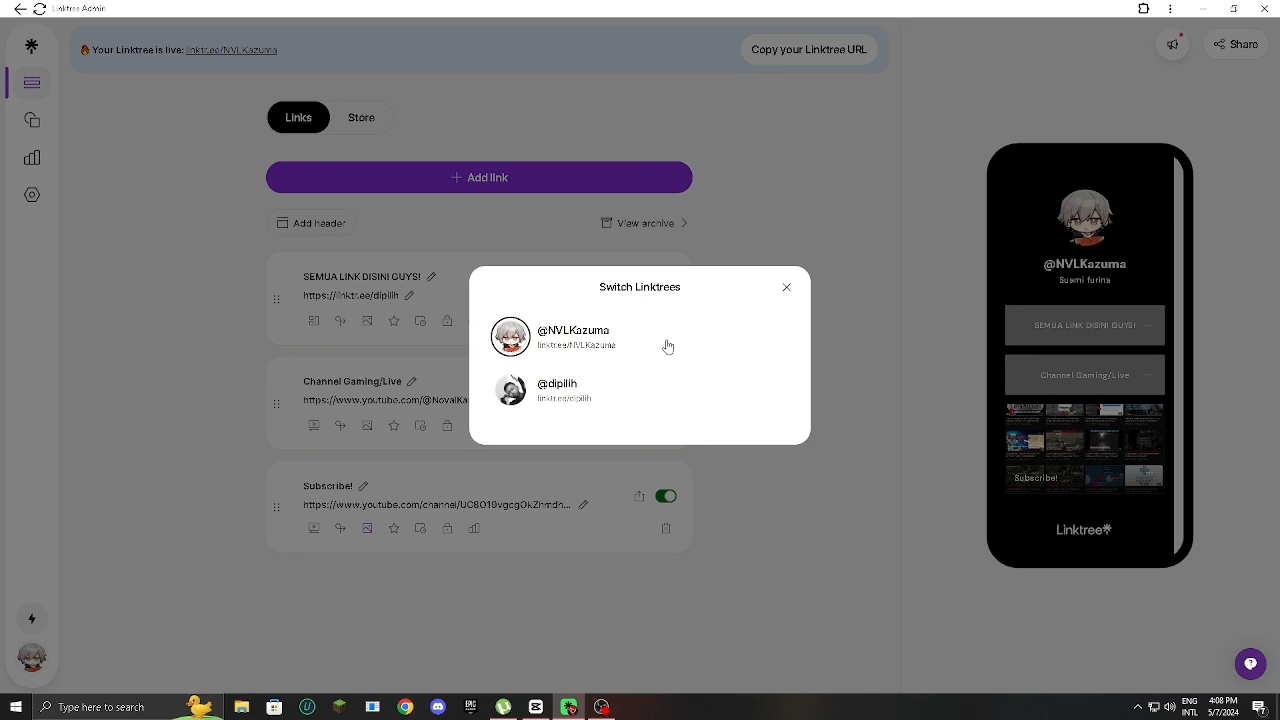 Linktree Admin
🔥 Your Linktree is live: linktr.ee/NVLKazuma
Copy your Linktree URL
Share
Links
Store
+ Add link
Add header
View archive
SEMUA LINK DISINI GUYS!
https://linktr.ee/dipilih
Channel Gaming/Live
Subscribe!
https://www.youtube.com/channel/
Switch Linktrees
@NVLKazuma
linktr.ee/NVLKazuma
@dipilih
linktr.ee/dipilih
@NVLKazuma
Suami furina
SEMUA LINK DISINI GUYS!
Channel Gaming/Live
Subscribe!
Linktree
Type here to search
ENG
INTL
4:08 PM
5/7/2024